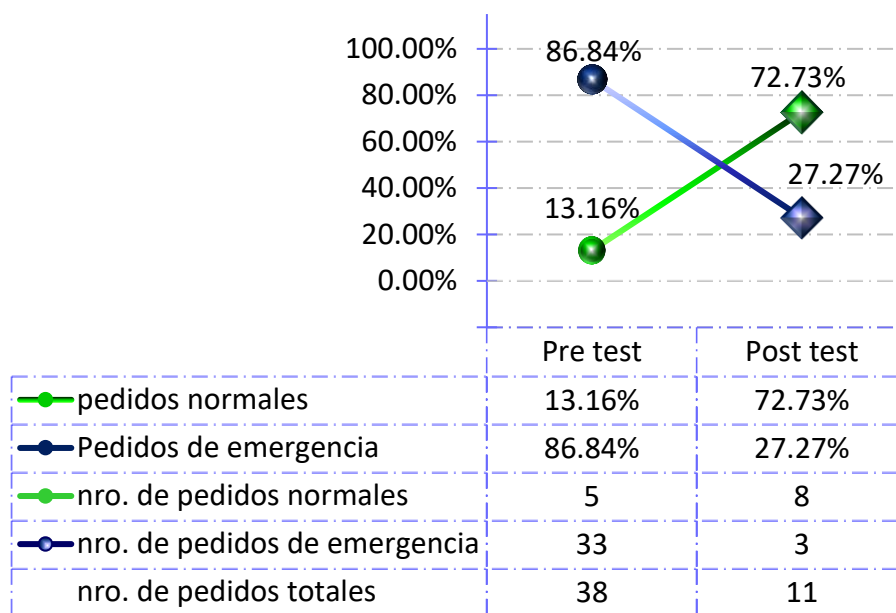 100.00%
80.00%
60.00%
40.00%
20.00%
0.00%
86.84%
72.73%
27.27%
13.16%
Pre test Post test
pedidos normales 13.16% 72.73%
Pedidos de emergencia 86.84% 27.27%
nro. de pedidos normales 5 8
nro. de pedidos de emergencia 33 3
nro. de pedidos totales 38 11